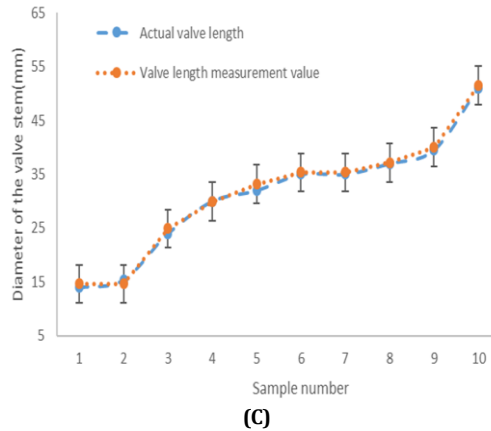 65
Actual valve length
55
Valve length measurement value
45
35
25
15
5
Diameter of the valve stem(mm)
1 2 3 4 5 6 7 8 9 10
Sample number
(C)